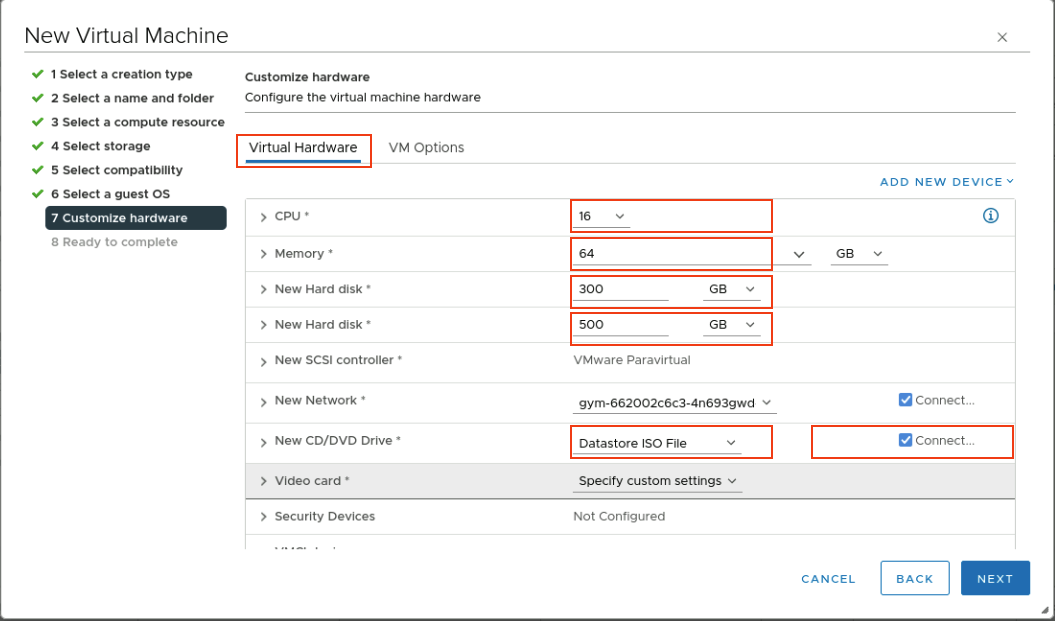 New Virtual Machine
1 Select a creation type
2 Select a name and folder
3 Select a compute resource
4 Select storage
5 Select compatibility
6 Select a guest OS
7 Customize hardware
8 Ready to complete
Customize hardware
Configure the virtual machine hardware
Virtual Hardware VM Options
ADD NEW DEVICE
CPU * 16
Memory * 64 GB
New Hard disk * 300 GB
New Hard disk * 500 GB
New SCSI controller * VMware Paravirtual
New Network * gym-662002c6c3-4n693gwd Connect...
New CD/DVD Drive * Datastore ISO File Connect...
Video card * Specify custom settings
Security Devices Not Configured
CANCEL BACK NEXT